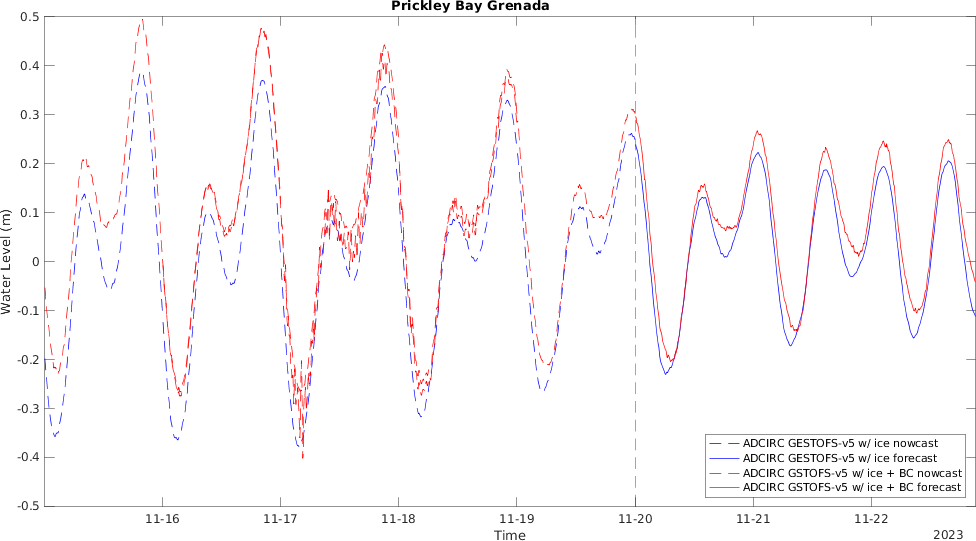 Prickley Bay Grenada
0.5
0.4
0.3
0.2
0.1
0
-0.1
-0.2
-0.3
-0.4
-0.5
Water Level (m)
ADCIRC GESTOFS-v5 w/ ice nowcast
ADCIRC GESTOFS-v5 w/ ice forecast
ADCIRC GSTOFS-v5 w/ ice + BC nowcast
ADCIRC GSTOFS-v5 w/ ice + BC forecast
11-16 11-17 11-18 11-19 11-20 11-21 11-22
Time
2023